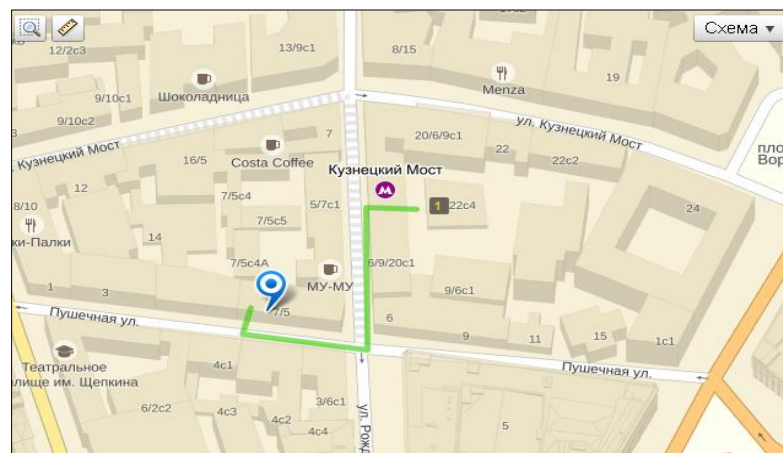 Схема
12/2с3
13/9с1
8/15
19
Menza
Шоколадница
9/10с1
9/10с2
ул. Кузнецкий Мост
7
20/6/9с1
22
22с2
Кузнецкий Мост
16/5
Costa Coffee
Кузнецкий Мост
12
7/5с4
5/7с1
1
22с4
24
8/10
7/5с5
14
ки-Палки
7/5с4А
МУ-МУ
6/9/20с1
9/6с1
1
3
7/5
6
9
11
15
1с1
Пушечная ул.
Театральное
лище им. Щепкина
4с1
Пушечная ул.
6/2с2
4с3
4с2
4с4
3/6с1
ул. Рожд
5